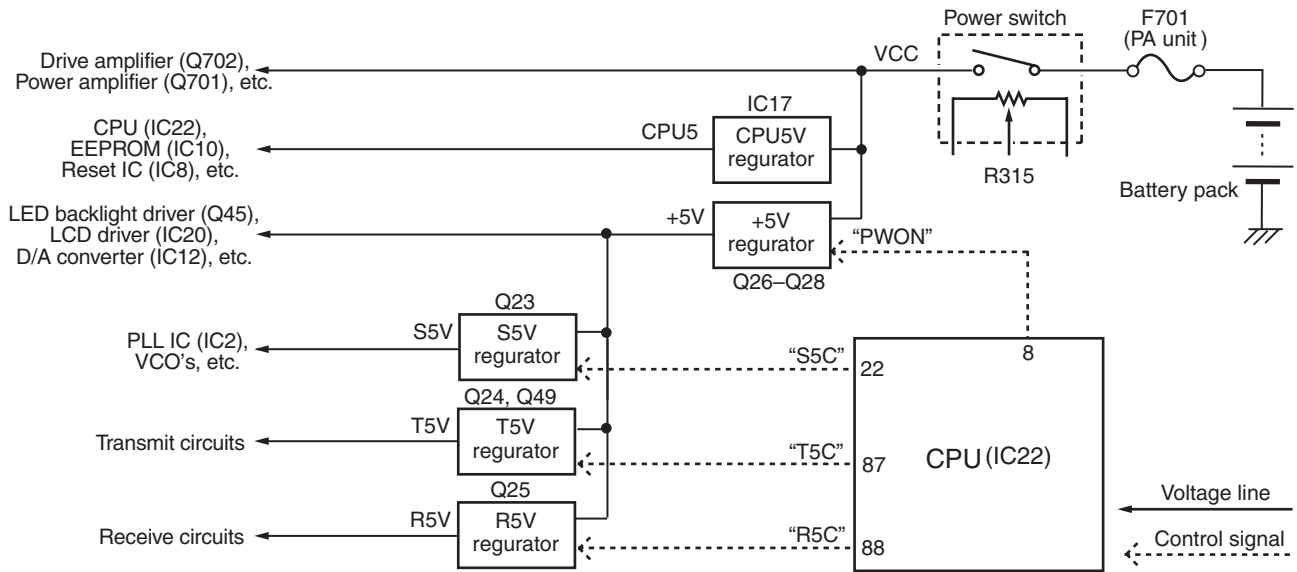 Power switch
F701
(PA unit)
VCC
Drive amplifier (Q702),
Power amplifier (Q701), etc.
IC17
CPU5
CPU5V
regurator
CPU (IC22),
EEPROM (IC10),
Reset IC (IC8), etc.
R315
Battery pack
LED backlight driver (Q45),
LCD driver (IC20),
D/A converter (IC12), etc.
+5V
+5V
regurator
“PWON”
Q26–Q28
Q23
S5V
S5V
regurator
PLL IC (IC2),
VCO's, etc.
“S5C”
22
8
Q24, Q49
T5V
T5V
regurator
Transmit circuits
“T5C”
87
CPU (IC22)
Q25
R5V
R5V
regurator
Receive circuits
“R5C”
88
Voltage line
Control signal